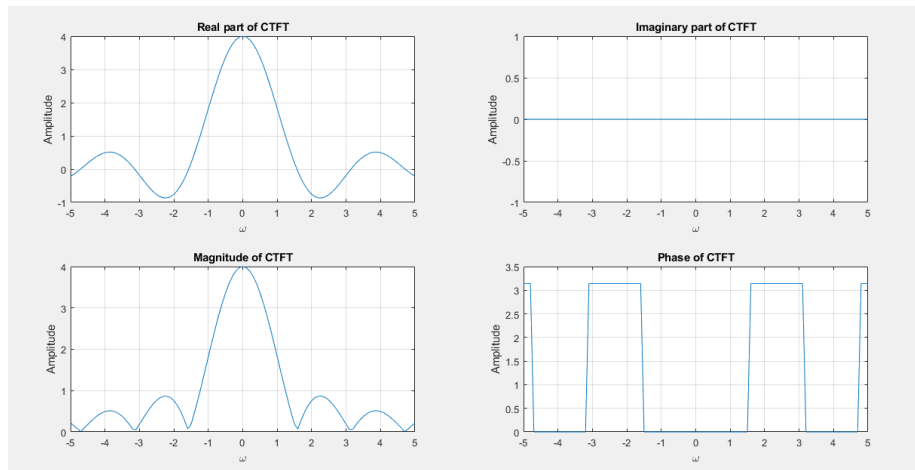 Real part of CTFT
4
3
4
1
0
-1
Amplitude
-5 -4 -3 -2 -1 0 1 2 3 4 5
ω
Imaginary part of CTFT
1
0.5
0
-0.5
-1
Amplitude
-5 -4 -3 -2 -1 0 1 2 3 4 5
ω
Magnitude of CTFT
4
3
2
1
0
Amplitude
-5 -4 -3 -2 -1 0 1 2 3 4 5
ω
Phase of CTFT
3.5
3
2.5
2
1.5
1
0.5
0
Amplitude
-5 -4 -3 -2 -1 0 1 2 3 4 5
ω